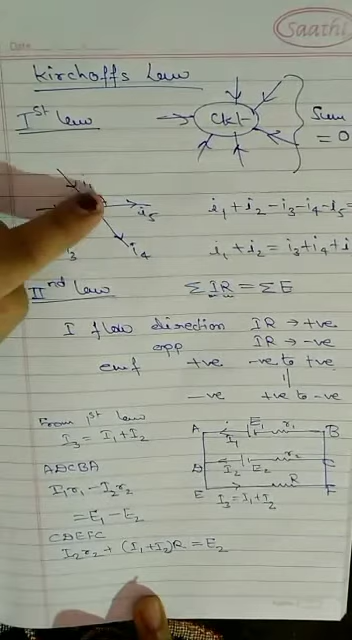 Saathi
Date
Kirchoffs Law
Ist Law
Ckt
Sum
= 0
i5
i3
i4
i₁ + i₂ - i₃ - i₄ - i₅ =
i₁ + i₂ = i₃ + i₄ + i
IInd Law
ΣIR = ΣE
I flow direction IR → +ve
opp IR → -ve
emf +ve -ve to +ve
-ve +ve to -ve
From 1st law
I₃ = I₁ + I₂
ADCBA
I₁r₁ - I₂r₂
= E₁ - E₂
CDEFC
I₂r₂ + (I₁+I₂)R = E₂
A E₁ r₁ B
I₁
D r₂ C
I₂ E₂
E R F
I₃ = I₁ + I₂